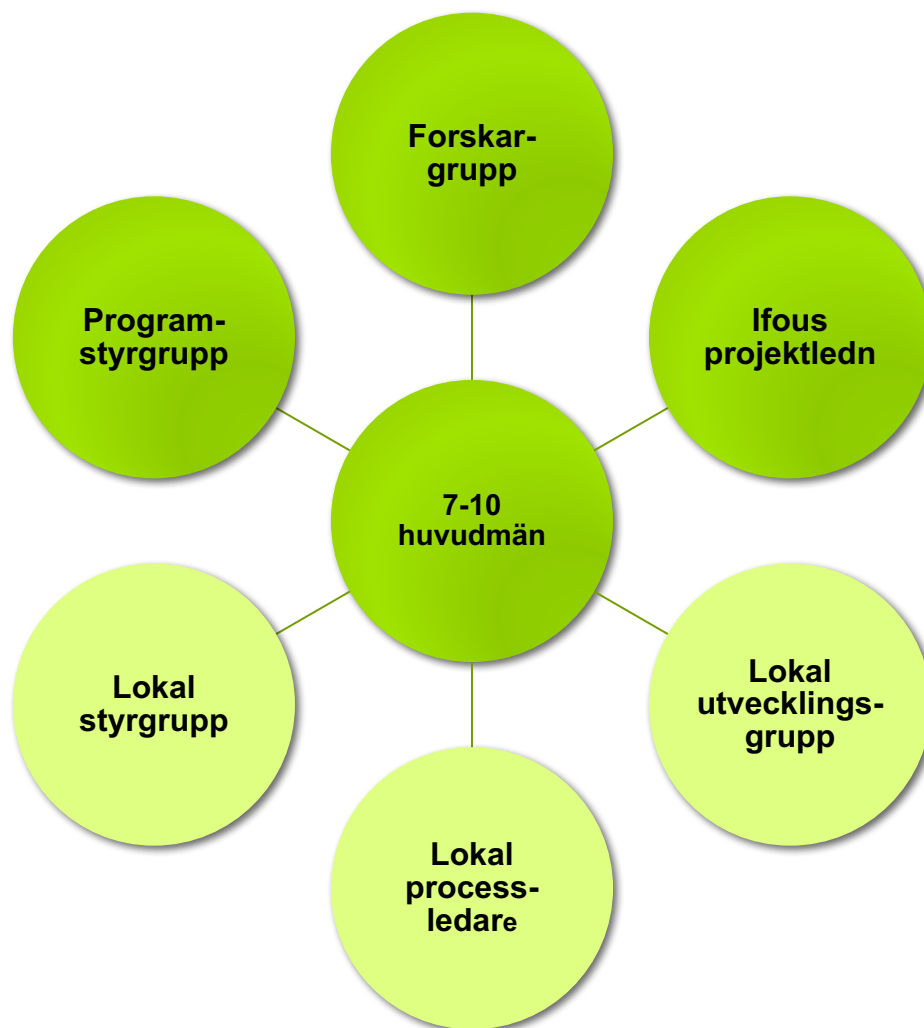 Forskar-
grupp
Program-
styrgrupp
Ifous
projektledn
7-10
huvudmän
Lokal
styrgrupp
Lokal
utvecklings-
grupp
Lokal
process-
ledare